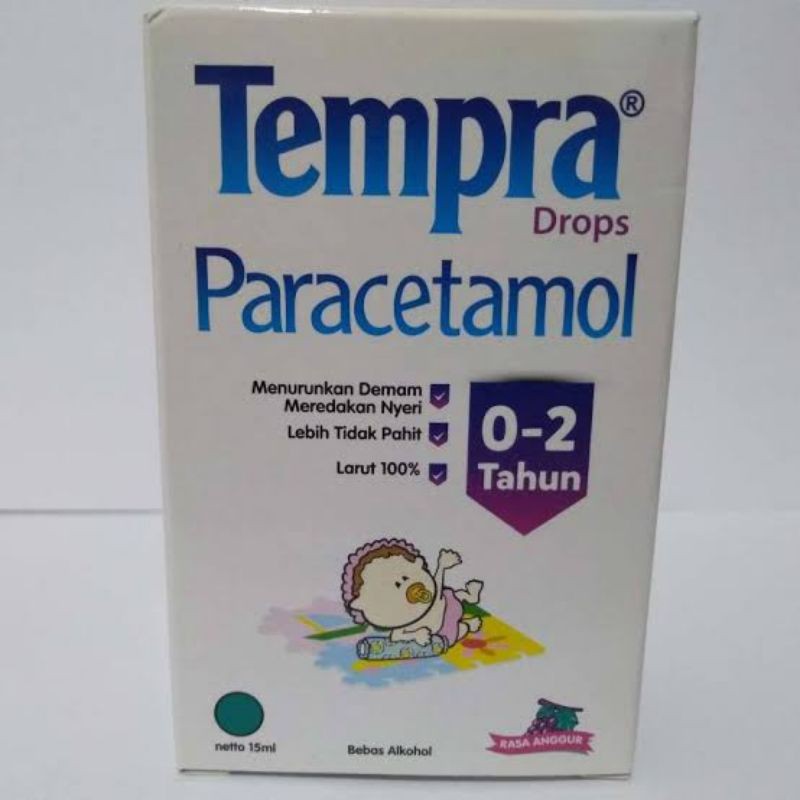 Tempra®
Drops
Paracetamol
Menurunkan Demam
Meredakan Nyeri
Lebih Tidak Pahit
Larut 100%
0-2
Tahun
netto 15ml
Bebas Alkohol
RASA ANGGUR